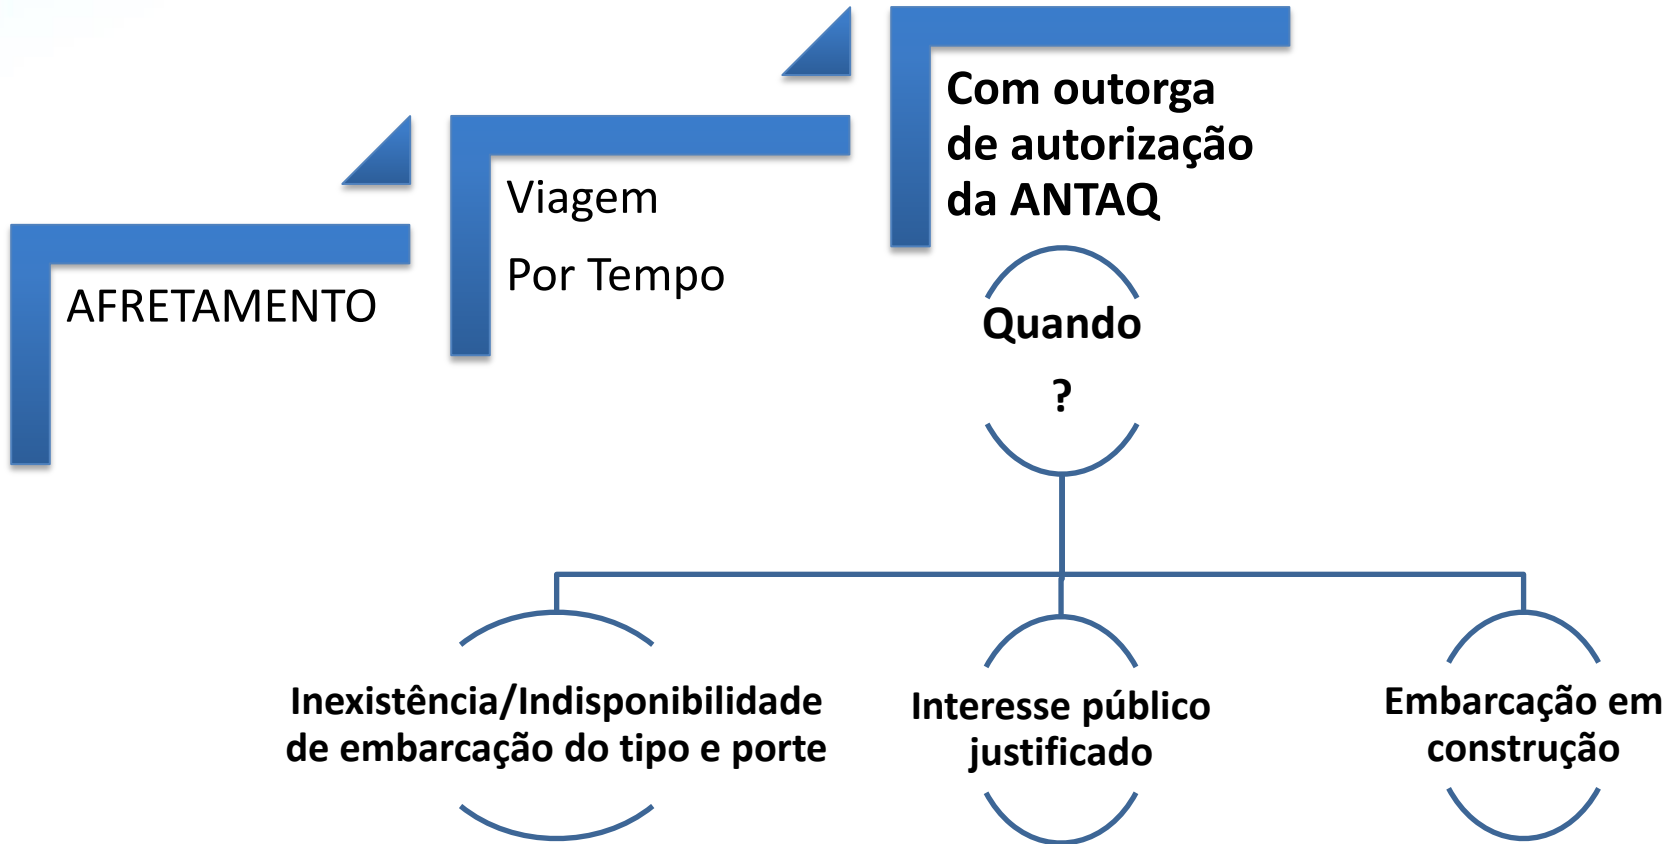 AFRETAMENTO
Viagem
Por Tempo
Com outorga
de autorização
da ANTAQ
Quando
?
Inexistência/Indisponibilidade
de embarcação do tipo e porte
Interesse público
justificado
Embarcação em
construção